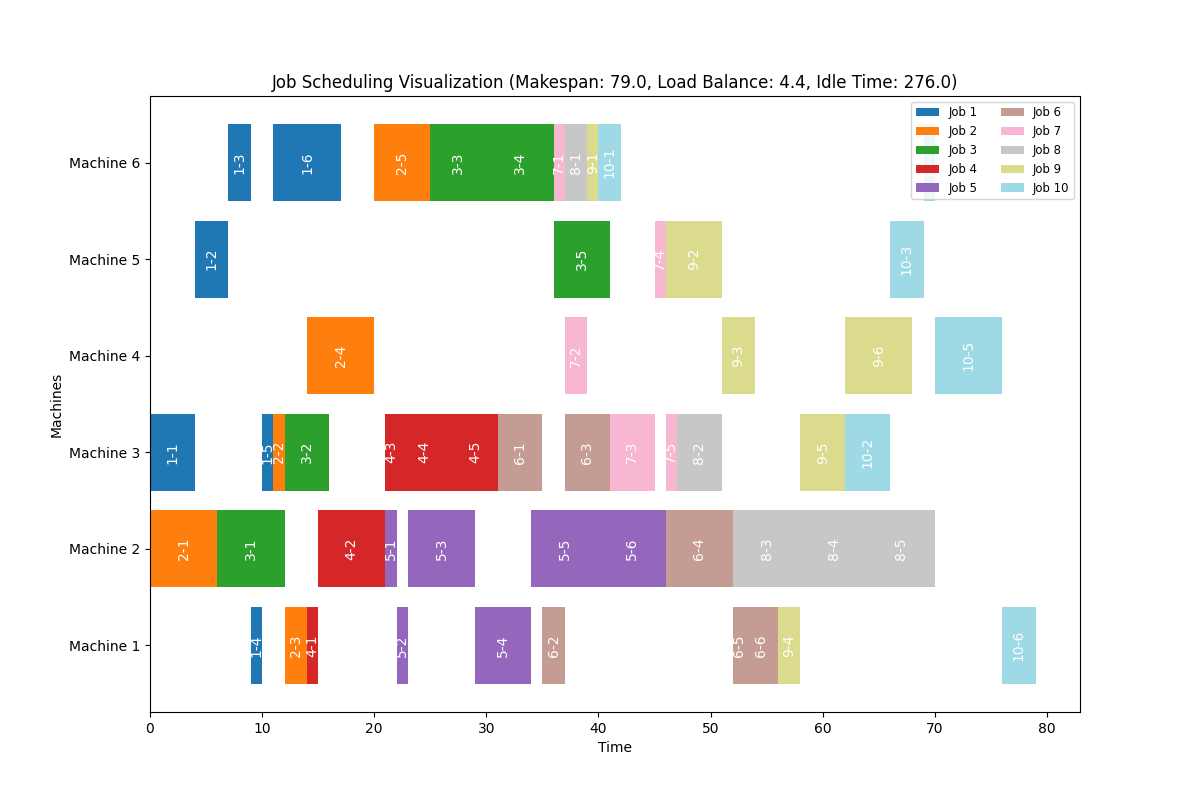 Job Scheduling Visualization (Makespan: 79.0, Load Balance: 4.4, Idle Time: 276.0)
Job 1
Job 2
Job 3
Job 4
Job 5
Job 6
Job 7
Job 8
Job 9
Job 10
Machines
Machine 6
1-3
1-6
2-5
3-3
3-4
7-1
8-1
9-1
10-1
Machine 5
1-2
3-5
7-4
9-2
10-3
Machine 4
2-4
7-2
9-3
9-6
10-5
Machine 3
1-1
1-5
2-2
3-2
4-3
4-4
4-5
6-1
6-3
7-3
7-5
8-2
9-5
10-2
Machine 2
2-1
3-1
4-2
5-1
5-3
5-5
5-6
6-4
8-3
8-4
8-5
Machine 1
1-4
2-3
4-1
5-2
5-4
6-2
6-5
6-6
9-4
10-6
0 10 20 30 40 50 60 70 80
Time